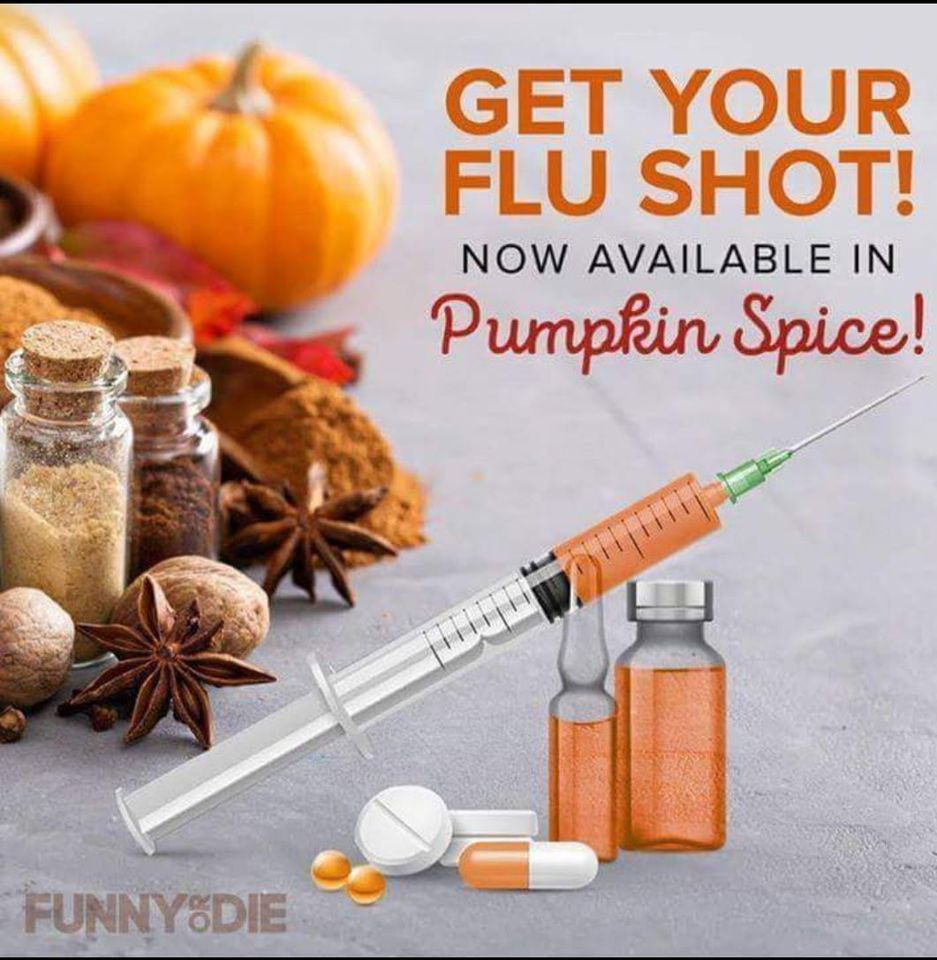 GET YOUR
FLU SHOT!
NOW AVAILABLE IN
Pumpkin Spice!
FUNNY OR DIE